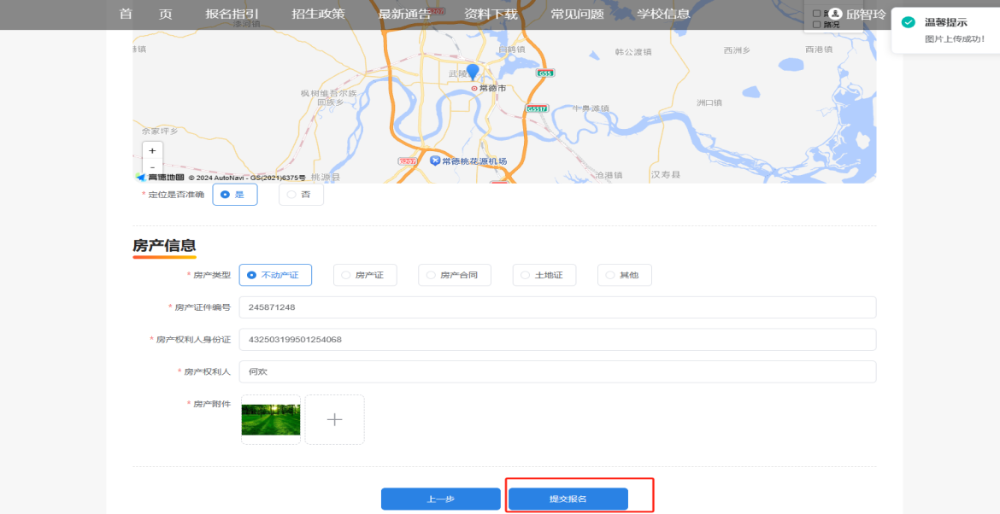 首 页 报名指引 招生政策 最新通告 资料下载 常见问题 学校信息 邱智玲
温馨提示
图片上传成功!
路况
漆河镇
韩公渡镇 西洲乡 酉港镇
武陵
G55
常德市
枫树维吾尔族
回族乡
G5517
牛鼻滩镇 洲口镇
佘家坪乡
+
-
G207
常德桃花源机场
沧港镇 汉寿县
高德地图 © 2024 AutoNavi - GS(2021)6375号 桃源县
* 定位是否准确 是 否
房产信息
* 房产类型 不动产证 房产证 房产合同 土地证 其他
* 房产证件编号 245871248
* 房产权利人身份证 432503199501254068
* 房产权利人 何欢
* 房产附件
上一步 提交报名